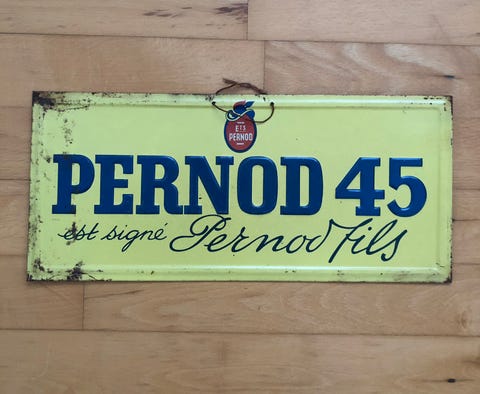 ETS
PERNOD
PERNOD 45
est signé Pernod fils